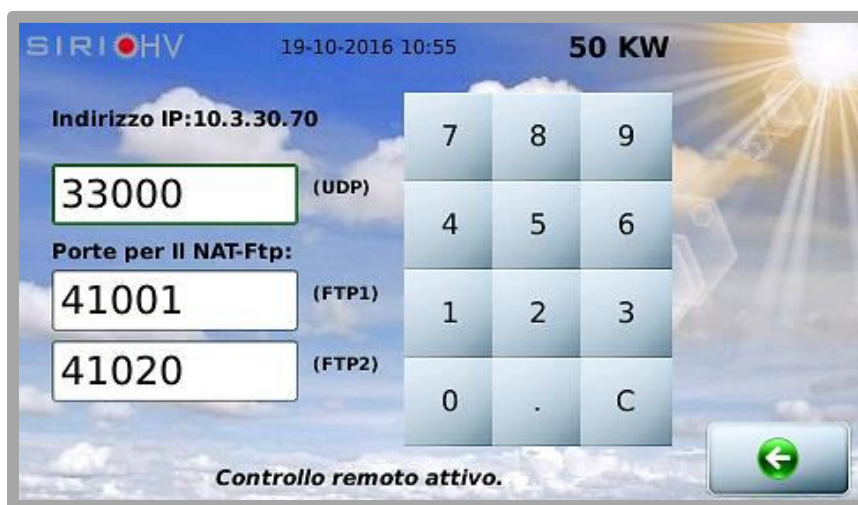 SIRIO HV 19-10-2016 10:55 50 KW
Indirizzo IP:10.3.30.70
33000 (UDP)
Porte per Il NAT-Ftp:
41001 (FTP1)
41020 (FTP2)
7 8 9
4 5 6
1 2 3
0 . C
Controllo remoto attivo.